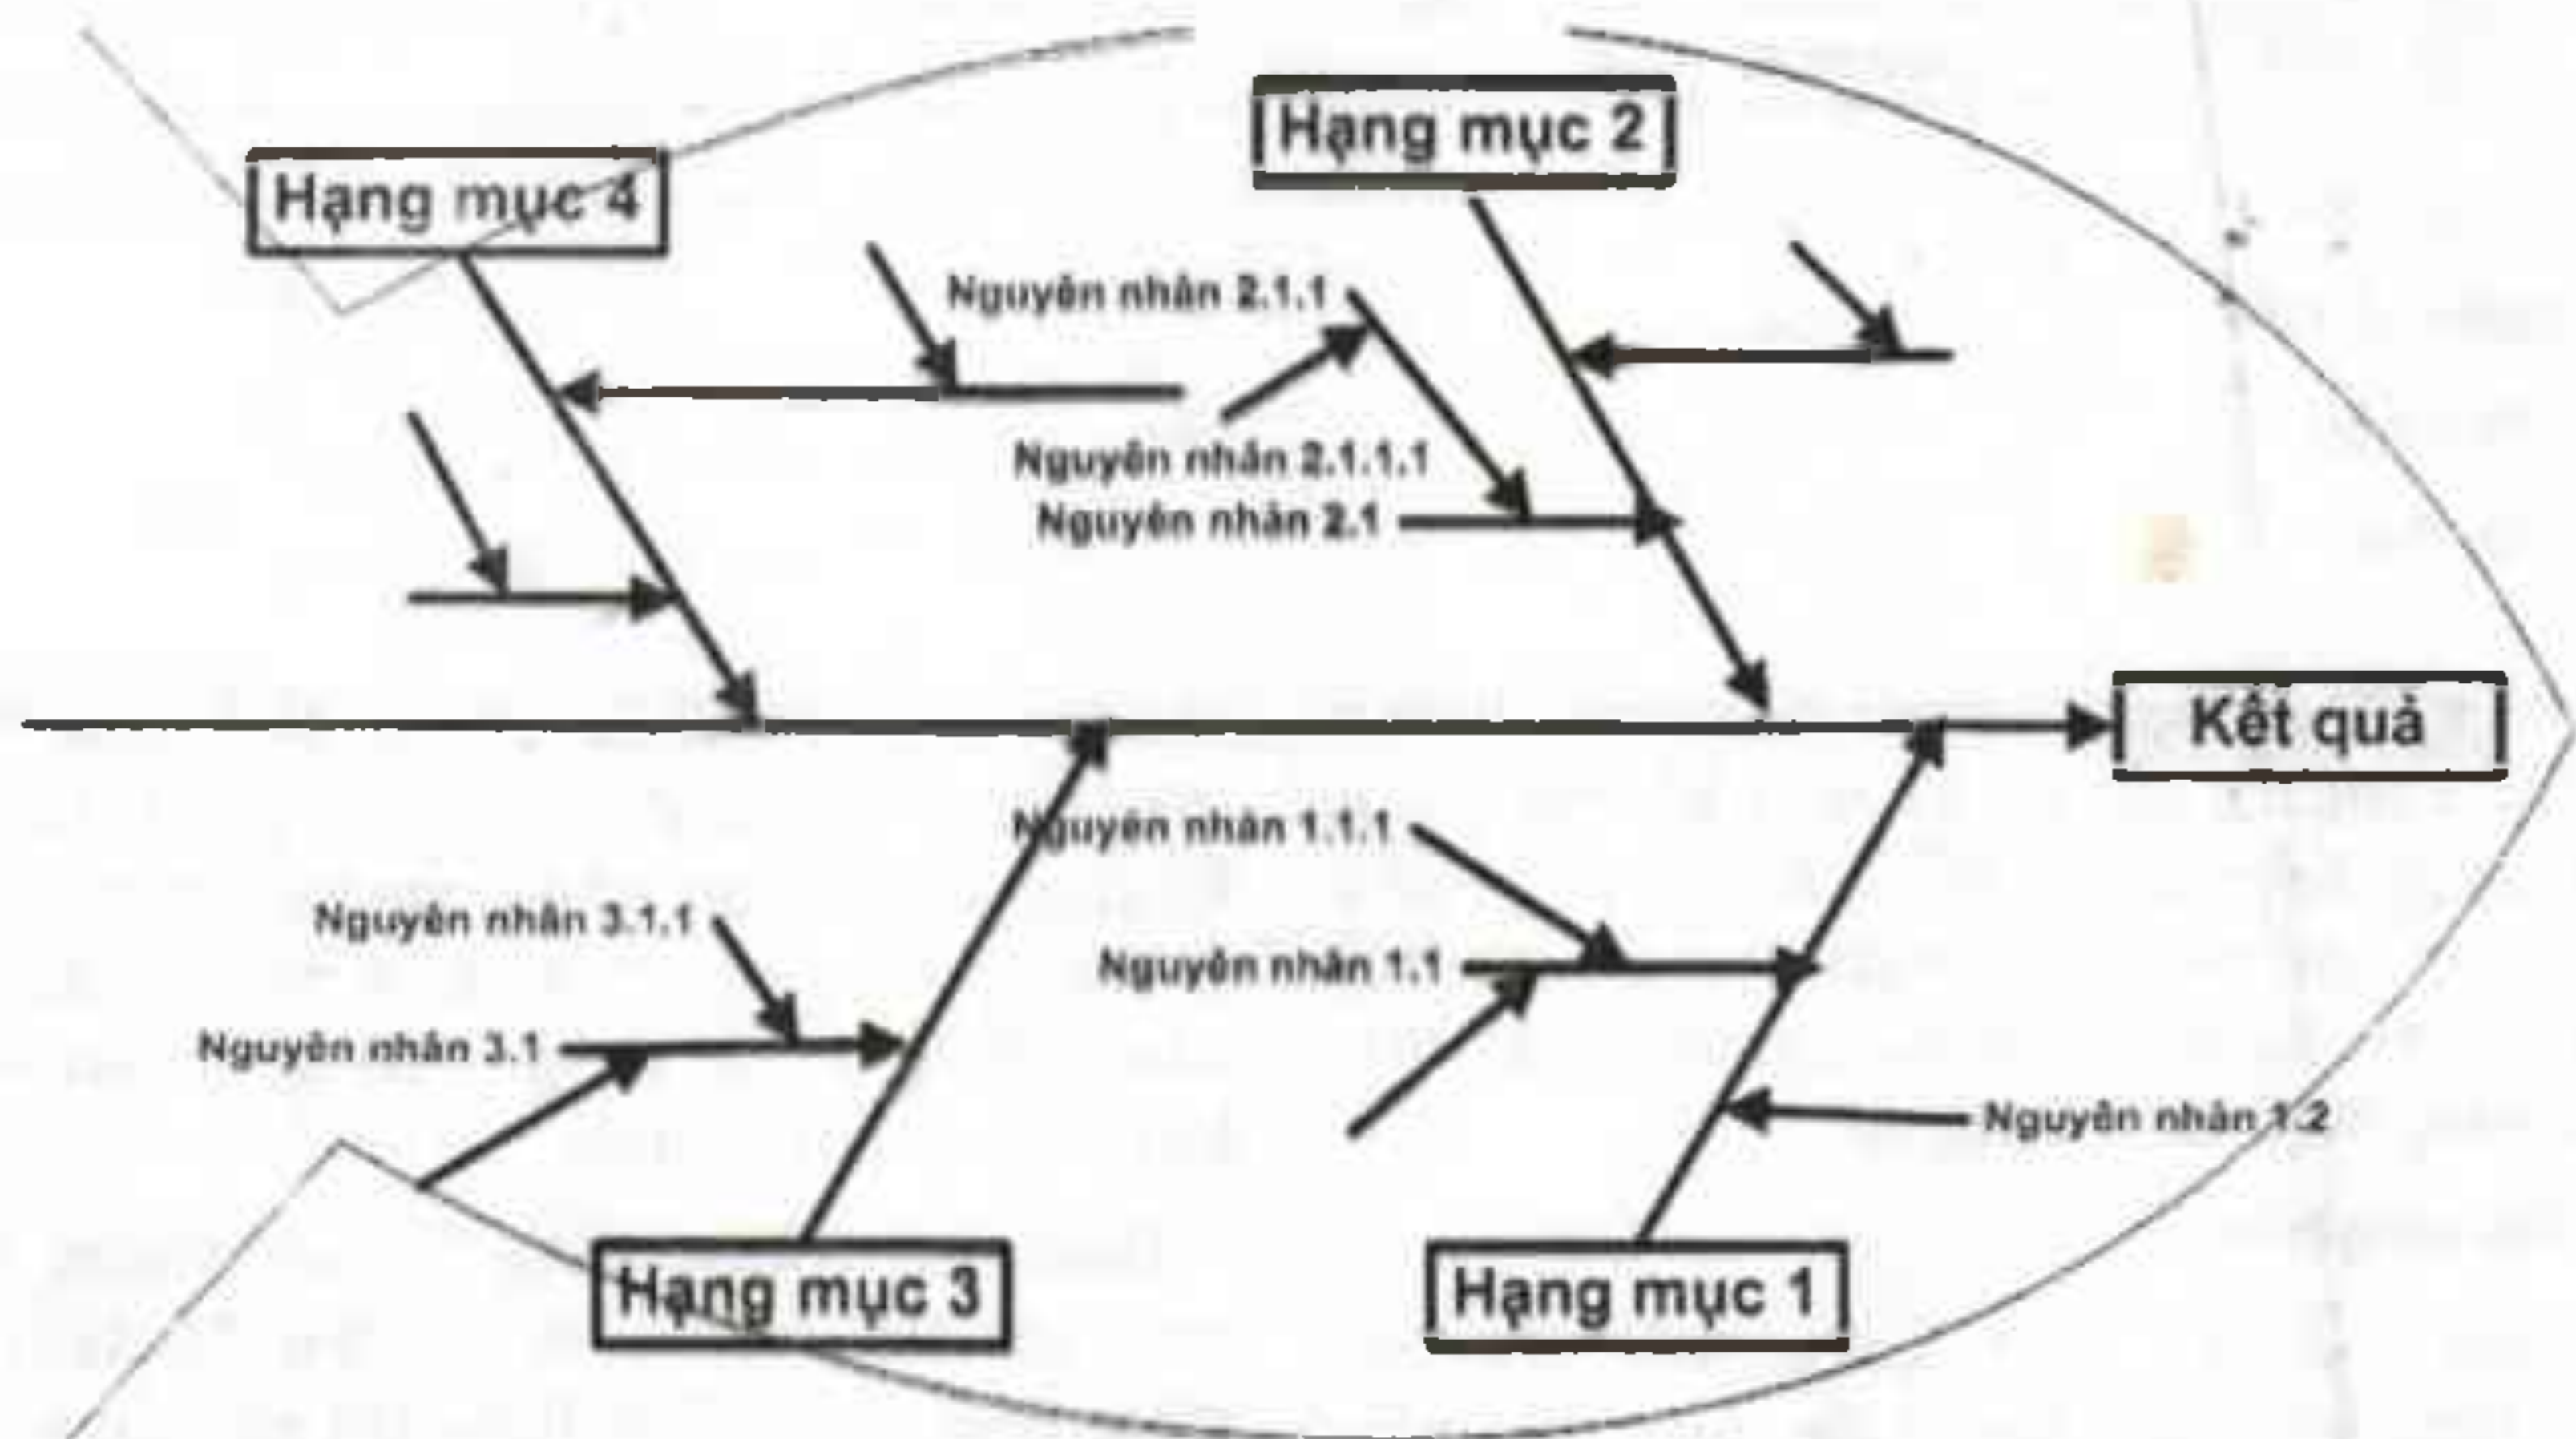 Hạng mục 2
Hạng mục 4
Nguyên nhân 2.1.1
Nguyên nhân 2.1.1.1
Nguyên nhân 2.1
Kết quả
Nguyên nhân 1.1.1
Nguyên nhân 3.1.1
Nguyên nhân 1.1
Nguyên nhân 3.1
Nguyên nhân 1.2
Hạng mục 3
Hạng mục 1